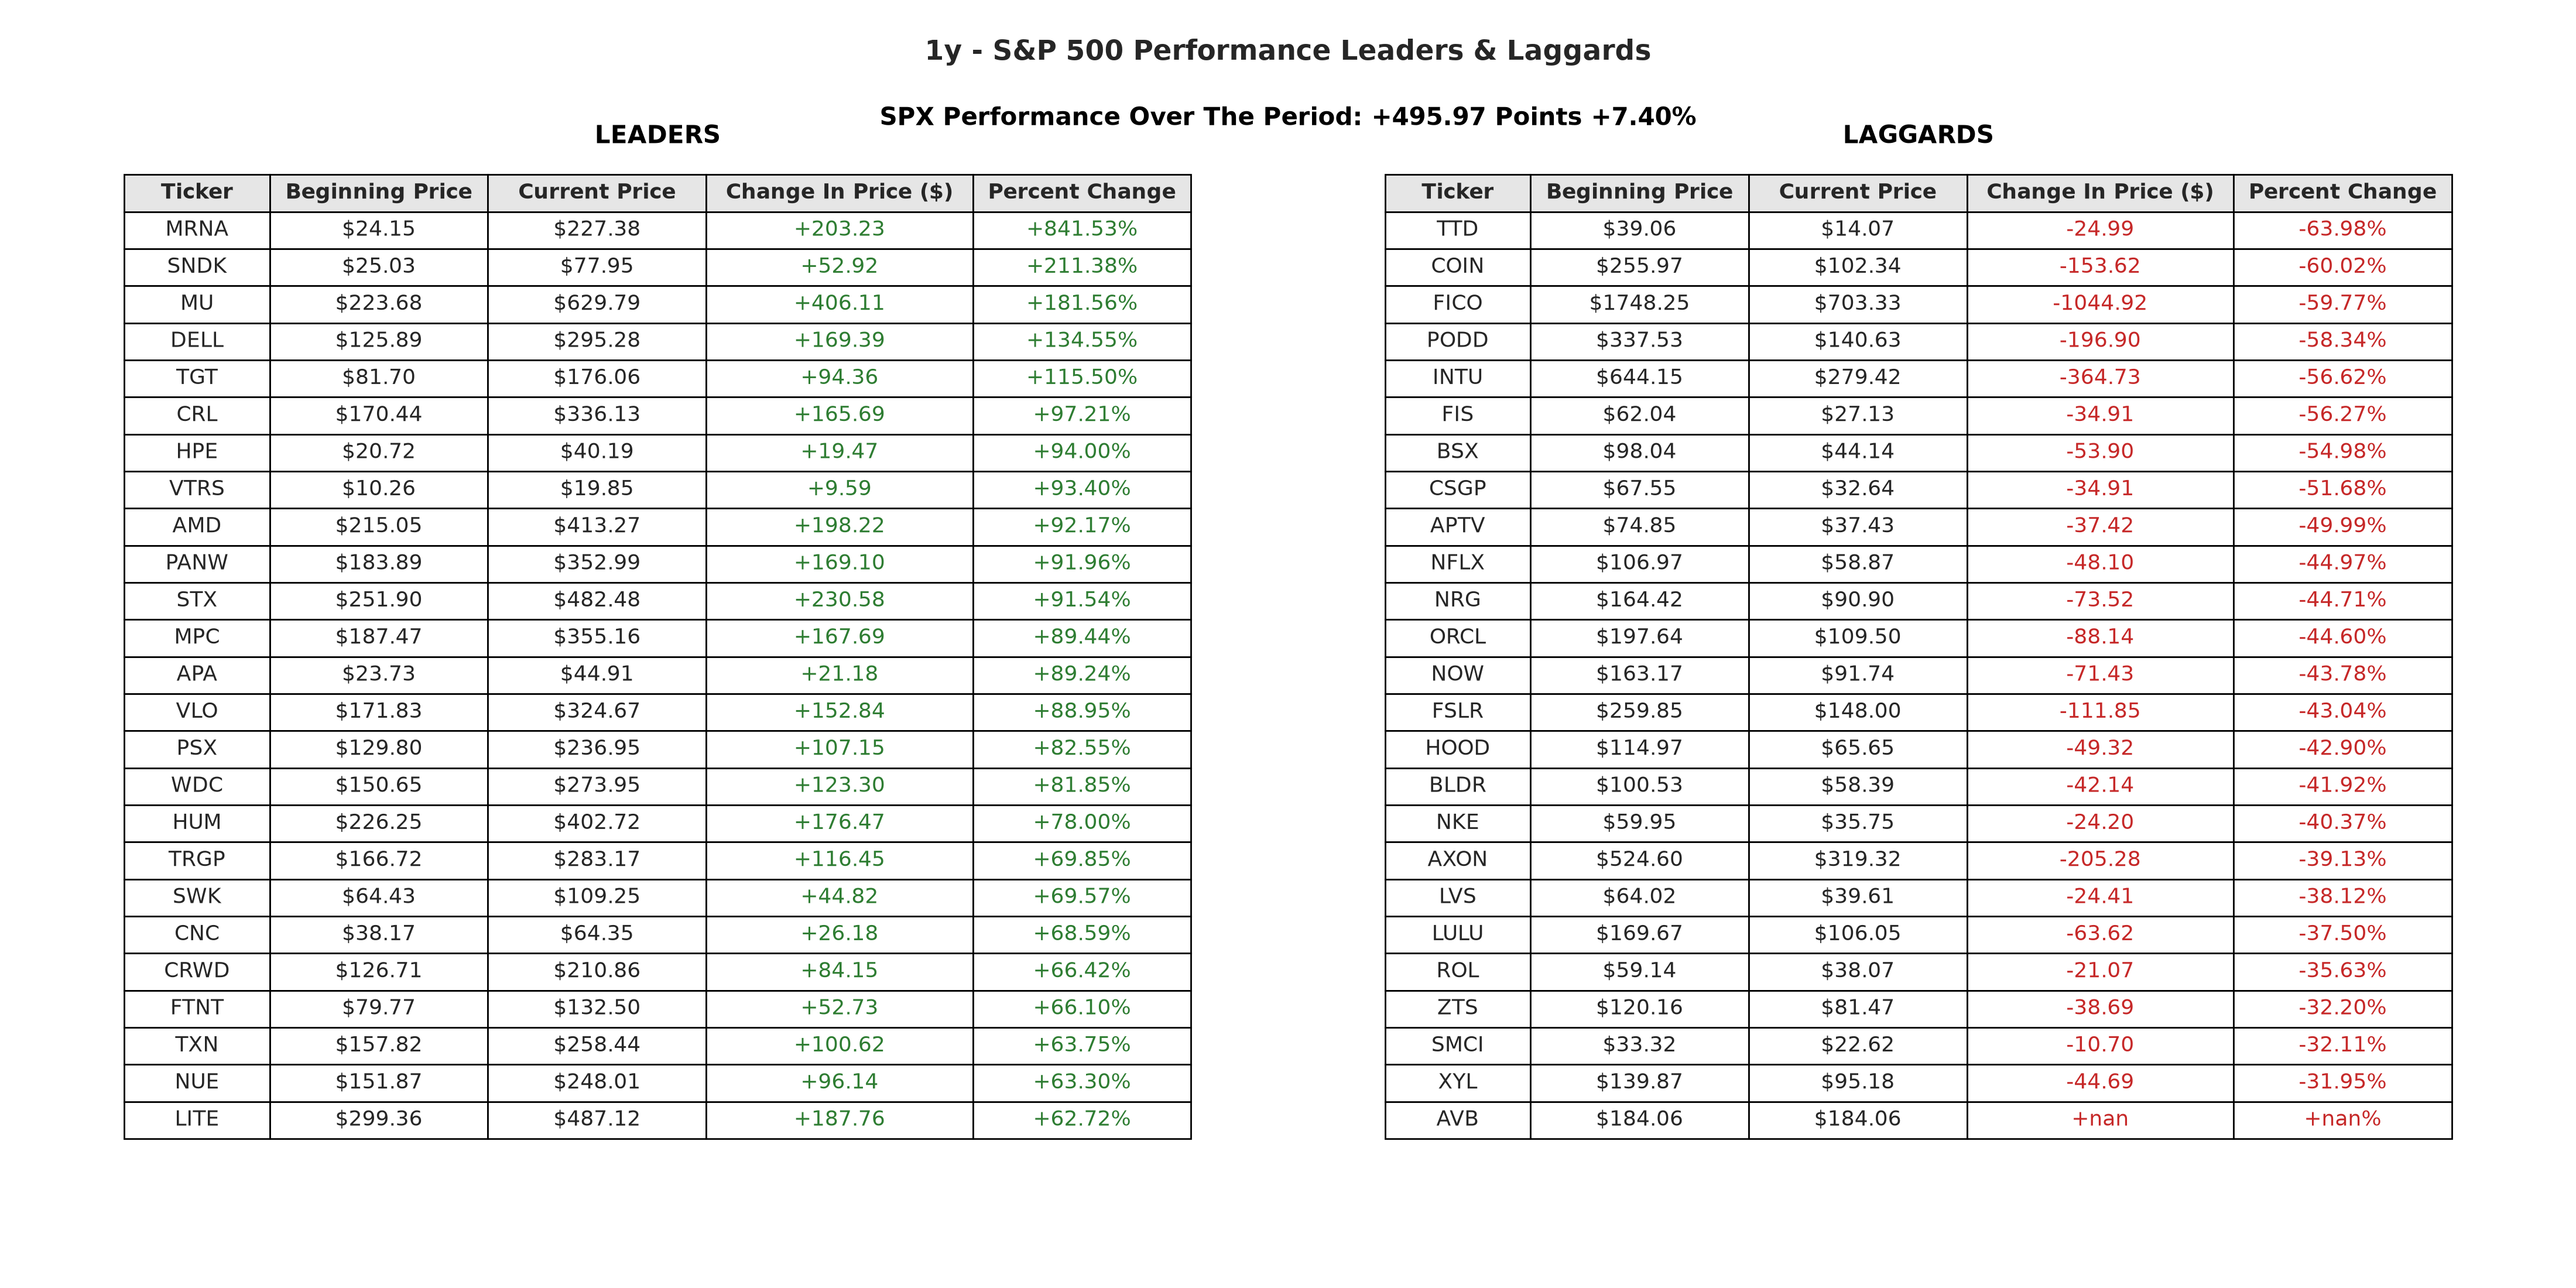 1y - S&P 500 Performance Leaders & Laggards
SPX Performance Over The Period: +495.97 Points +7.40%
LEADERS
Ticker Beginning Price Current Price Change In Price ($) Percent Change
MRNA $24.15 $227.38 +203.23 +841.53%
SNDK $25.03 $77.95 +52.92 +211.38%
MU $223.68 $629.79 +406.11 +181.56%
DELL $125.89 $295.28 +169.39 +134.55%
TGT $81.70 $176.06 +94.36 +115.50%
CRL $170.44 $336.13 +165.69 +97.21%
HPE $20.72 $40.19 +19.47 +94.00%
VTRS $10.26 $19.85 +9.59 +93.40%
AMD $215.05 $413.27 +198.22 +92.17%
PANW $183.89 $352.99 +169.10 +91.96%
STX $251.90 $482.48 +230.58 +91.54%
MPC $187.47 $355.16 +167.69 +89.44%
APA $23.73 $44.91 +21.18 +89.24%
VLO $171.83 $324.67 +152.84 +88.95%
PSX $129.80 $236.95 +107.15 +82.55%
WDC $150.65 $273.95 +123.30 +81.85%
HUM $226.25 $402.72 +176.47 +78.00%
TRGP $166.72 $283.17 +116.45 +69.85%
SWK $64.43 $109.25 +44.82 +69.57%
CNC $38.17 $64.35 +26.18 +68.59%
CRWD $126.71 $210.86 +84.15 +66.42%
FTNT $79.77 $132.50 +52.73 +66.10%
TXN $157.82 $258.44 +100.62 +63.75%
NUE $151.87 $248.01 +96.14 +63.30%
LITE $299.36 $487.12 +187.76 +62.72%
LAGGARDS
Ticker Beginning Price Current Price Change In Price ($) Percent Change
TTD $39.06 $14.07 -24.99 -63.98%
COIN $255.97 $102.34 -153.62 -60.02%
FICO $1748.25 $703.33 -1044.92 -59.77%
PODD $337.53 $140.63 -196.90 -58.34%
INTU $644.15 $279.42 -364.73 -56.62%
FIS $62.04 $27.13 -34.91 -56.27%
BSX $98.04 $44.14 -53.90 -54.98%
CSGP $67.55 $32.64 -34.91 -51.68%
APTV $74.85 $37.43 -37.42 -49.99%
NFLX $106.97 $58.87 -48.10 -44.97%
NRG $164.42 $90.90 -73.52 -44.71%
ORCL $197.64 $109.50 -88.14 -44.60%
NOW $163.17 $91.74 -71.43 -43.78%
FSLR $259.85 $148.00 -111.85 -43.04%
HOOD $114.97 $65.65 -49.32 -42.90%
BLDR $100.53 $58.39 -42.14 -41.92%
NKE $59.95 $35.75 -24.20 -40.37%
AXON $524.60 $319.32 -205.28 -39.13%
LVS $64.02 $39.61 -24.41 -38.12%
LULU $169.67 $106.05 -63.62 -37.50%
ROL $59.14 $38.07 -21.07 -35.63%
ZTS $120.16 $81.47 -38.69 -32.20%
SMCI $33.32 $22.62 -10.70 -32.11%
XYL $139.87 $95.18 -44.69 -31.95%
AVB $184.06 $184.06 +nan +nan%